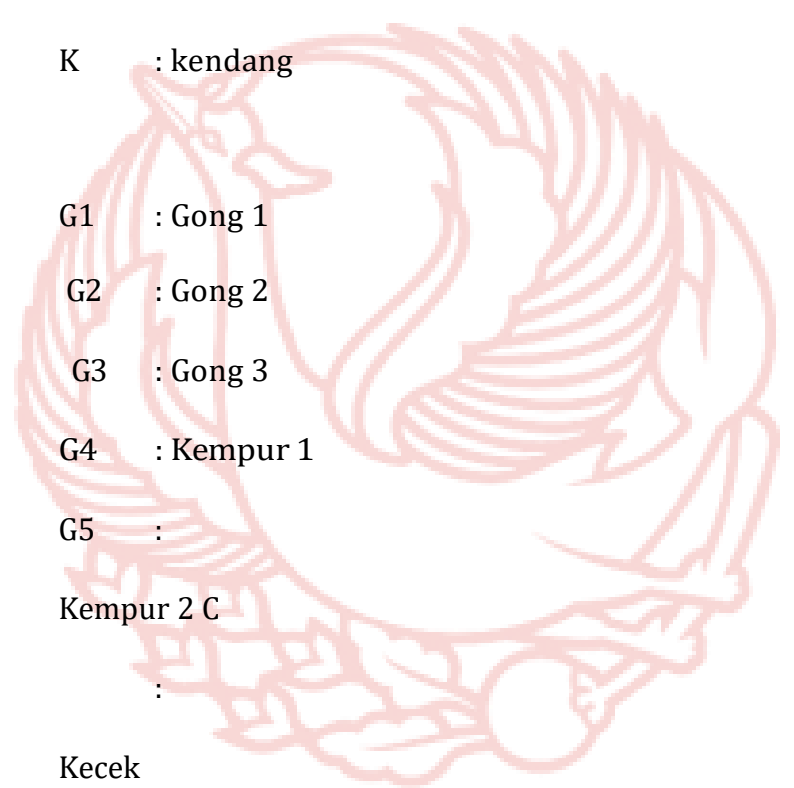 K : kendang
G1 : Gong 1
G2 : Gong 2
G3 : Gong 3
G4 : Kempur 1
G5 :
Kempur 2 C
:
Kecek